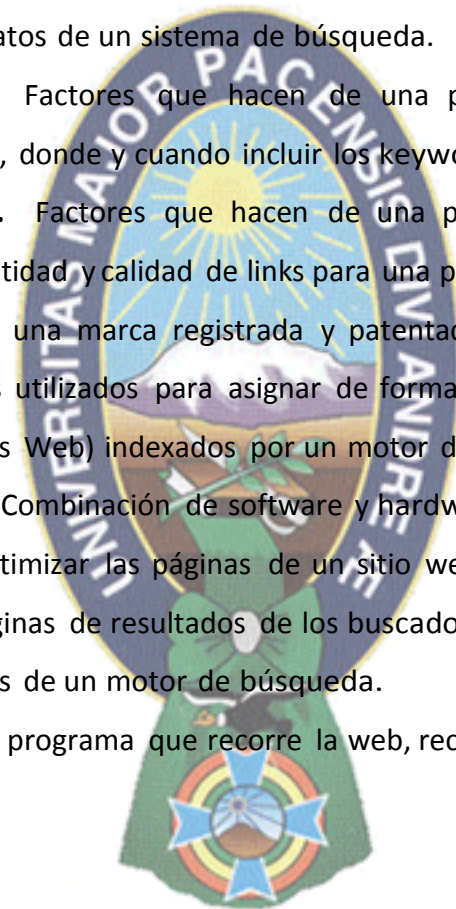 atos de un sistema de búsqueda.
Factores que hacen de una p
, donde y cuando incluir los keywo
. Factores que hacen de una p
tidad y calidad de links para una p
una marca registrada y patentad
s utilizados para asignar de forma
s Web) indexados por un motor d
Combinación de software y hardw
timizar las páginas de un sitio we
ginas de resultados de los buscado
s de un motor de búsqueda.
programa que recorre la web, rec
UNIVERSITAS MAJOR PACENSIS DIVI ANDRE Æ